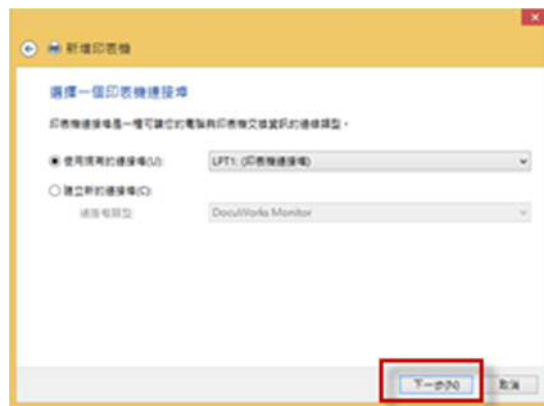 新增印表機
選擇一個印表機連接埠
印表機連接埠是一種可讓您的電腦與印表機交換資訊的連線類型。
使用現有的連接埠(U): LPT1: (印表機連接埠)
建立新的連接埠(C):
連接埠類型: DocuWorks Monitor
下一步(N) 取消